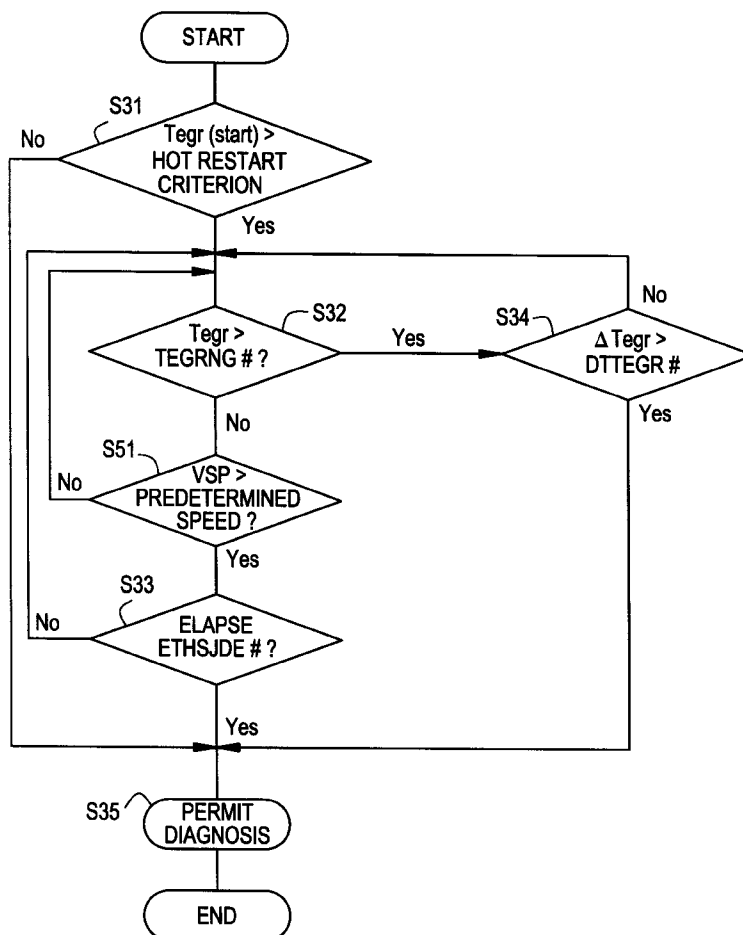 START
S31
No
Tegr (start) >
HOT RESTART
CRITERION
Yes
No
S32
S34
Tegr >
TEGRNG # ?
Yes
Δ Tegr >
DTTEGR #
No
Yes
S51
No
VSP >
PREDETERMINED
SPEED ?
Yes
S33
No
ELAPSE
ETHSJDE # ?
Yes
S35
PERMIT
DIAGNOSIS
END